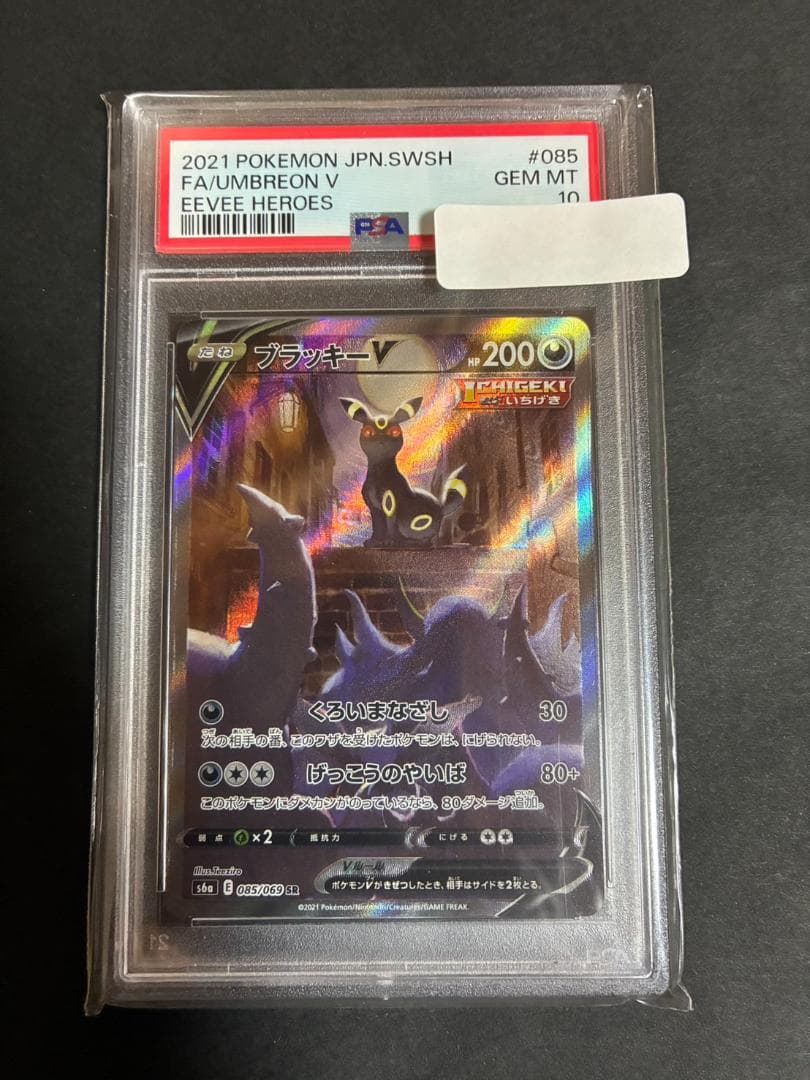 2021 POKEMON JPN.SWSH #085
FA/UMBREON V GEM MT
EEVEE HEROES 10
PSA
たね ブラッキーV HP 200
ICHIGEKI
いちげき
くろいまなざし 30
次の相手の番、このワザを受けたポケモンは、にげられない。
げっこうのやいば 80+
このポケモンにダメカンがのっているなら、80ダメージ追加。
弱点 ×2 抵抗力 にげる
Vルール
ポケモンVがきぜつしたとき、相手はサイドを2枚とる。
Illus.Teeziro
s6a E 085/069 SR
©2021 Pokémon/Nintendo/Creatures/GAME FREAK.
PSA